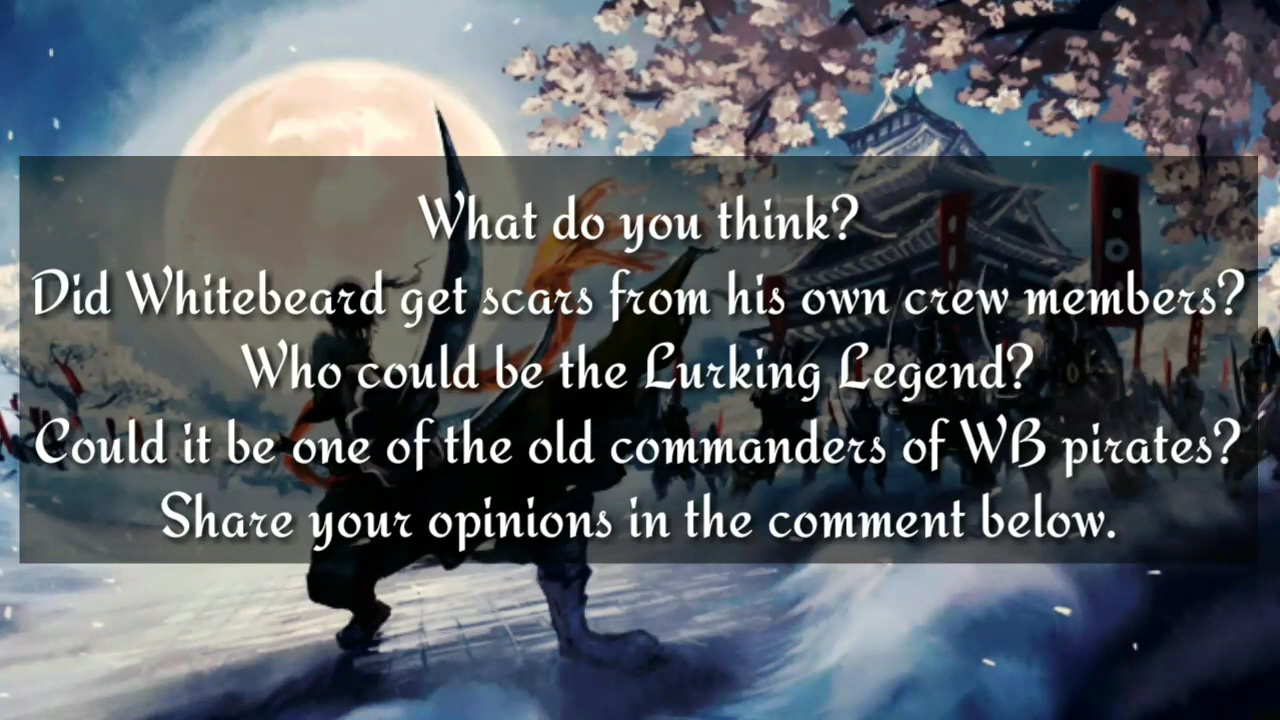 What do you think?
Did Whitebeard get scars from his own crew members?
Who could be the Lurking Legend?
Could it be one of the old commanders of WB pirates?
Share your opinions in the comment below.